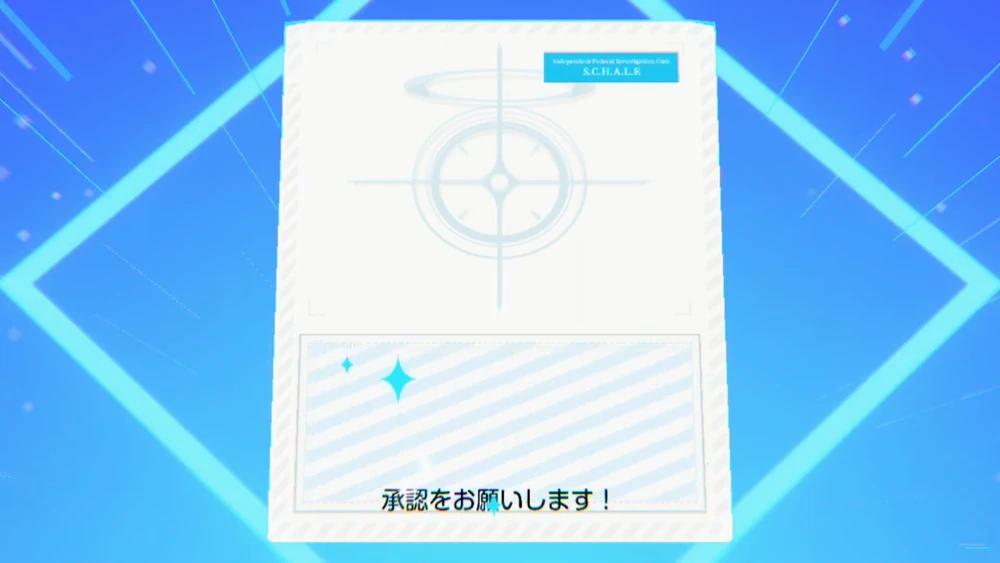 Independent Federal Investigation Club
S.C.H.A.L.E
承認をお願いします！